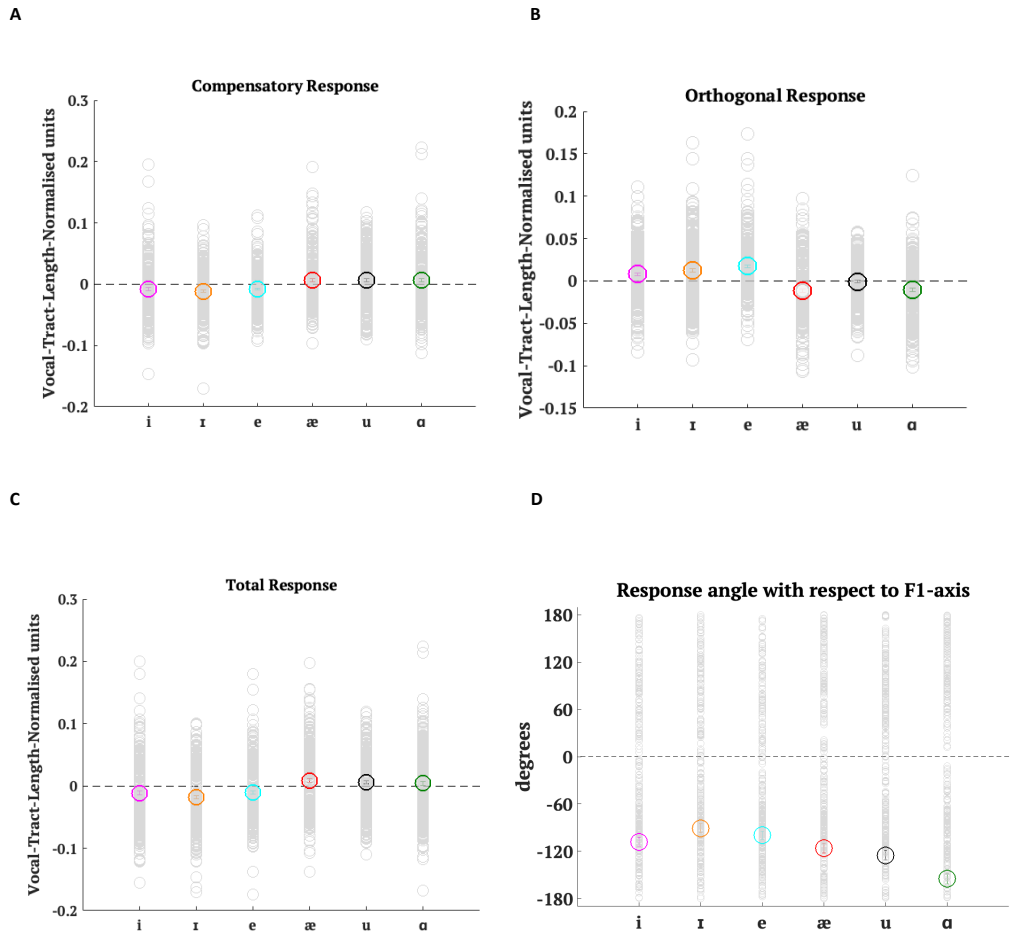 A
B
Compensatory Response
Vocal-Tract-Length-Normalised units
0.3
0.2
0.1
0
-0.1
-0.2
i ɪ e æ u ɑ
Orthogonal Response
Vocal-Tract-Length-Normalised units
0.2
0.15
0.1
0.05
0
-0.05
-0.1
-0.15
i ɪ e æ u ɑ
C
D
Total Response
Vocal-Tract-Length-Normalised units
0.3
0.2
0.1
0
-0.1
-0.2
i ɪ e æ u ɑ
Response angle with respect to F1-axis
degrees
180
120
60
0
-60
-120
-180
i ɪ e æ u ɑ